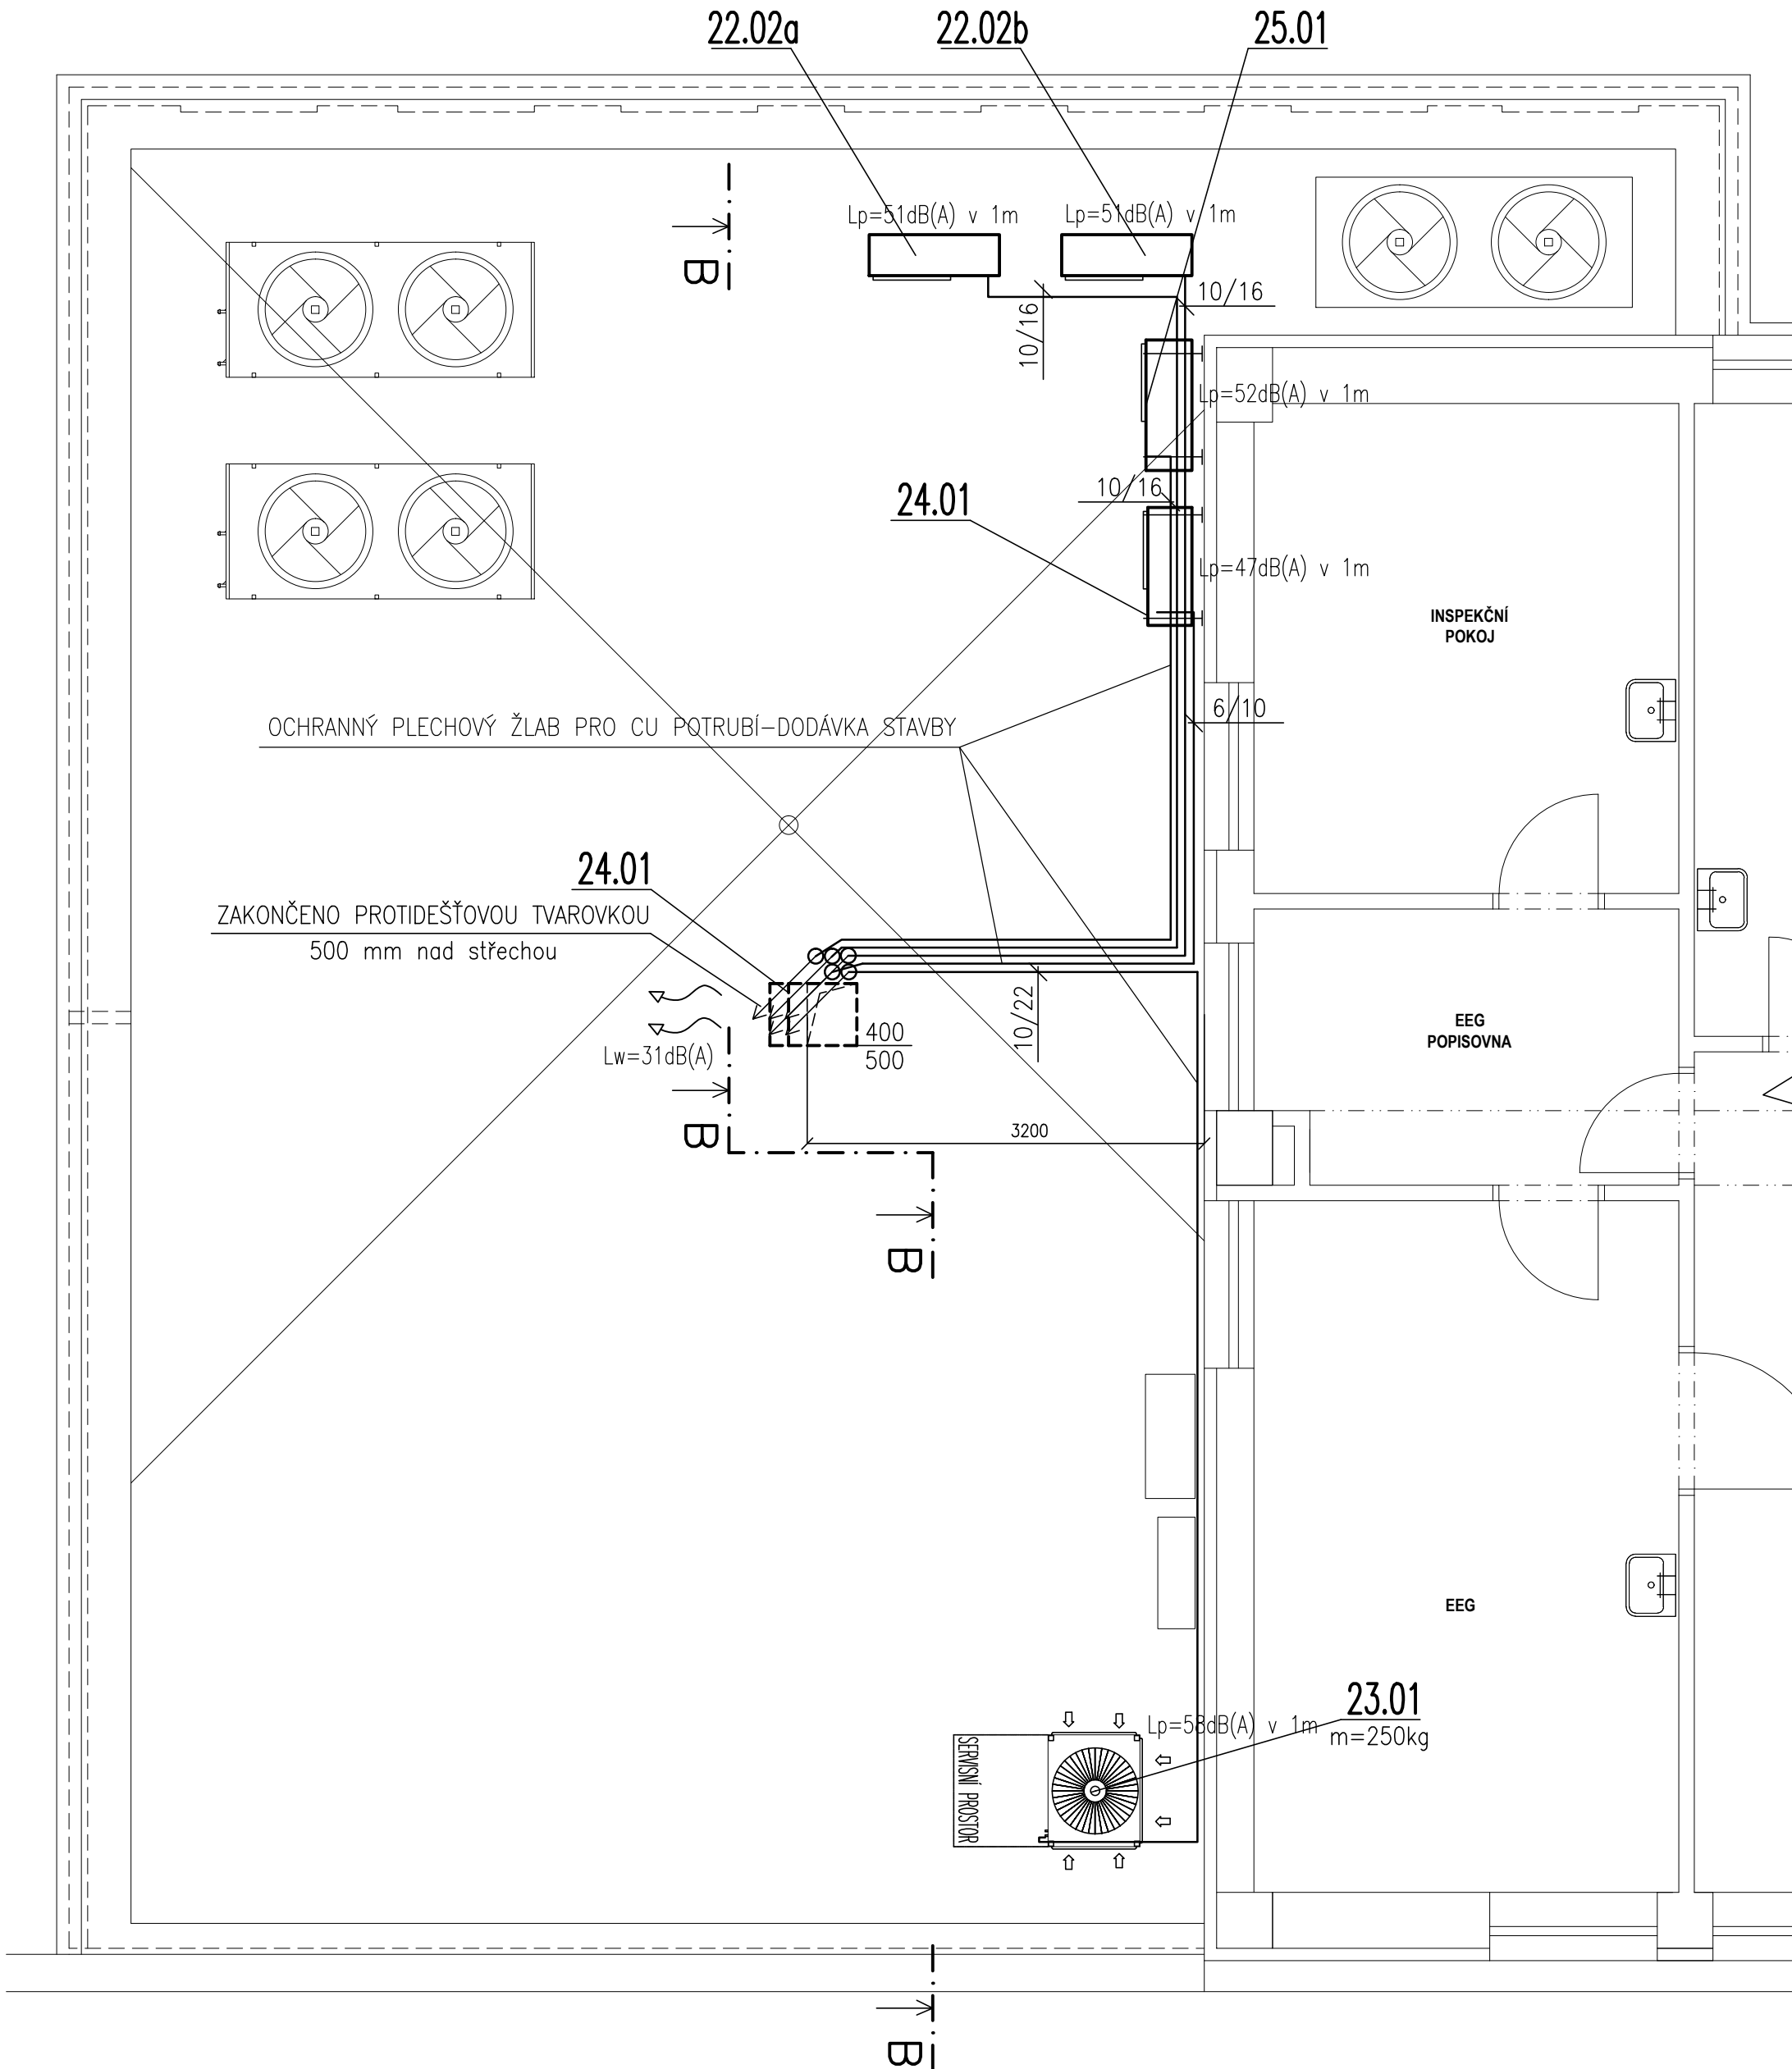 22.02a
22.02b
25.01
Lp=51dB(A) v 1m
Lp=51dB(A) v 1m
B
10/16
10/16
Lp=52dB(A) v 1m
10/16
24.01
Lp=47dB(A) v 1m
INSPEKČNÍ
POKOJ
6/10
OCHRANNÝ PLECHOVÝ ŽLAB PRO CU POTRUBÍ-DODÁVKA STAVBY
24.01
ZAKONČENO PROTIDEŠŤOVOU TVAROVKOU
500 mm nad střechou
10/22
400
500
Lw=31dB(A)
EEG
POPISOVNA
B
3200
B
EEG
23.01
m=250kg
Lp=58dB(A) v 1m
SERVISNÍ PROSTOR
B